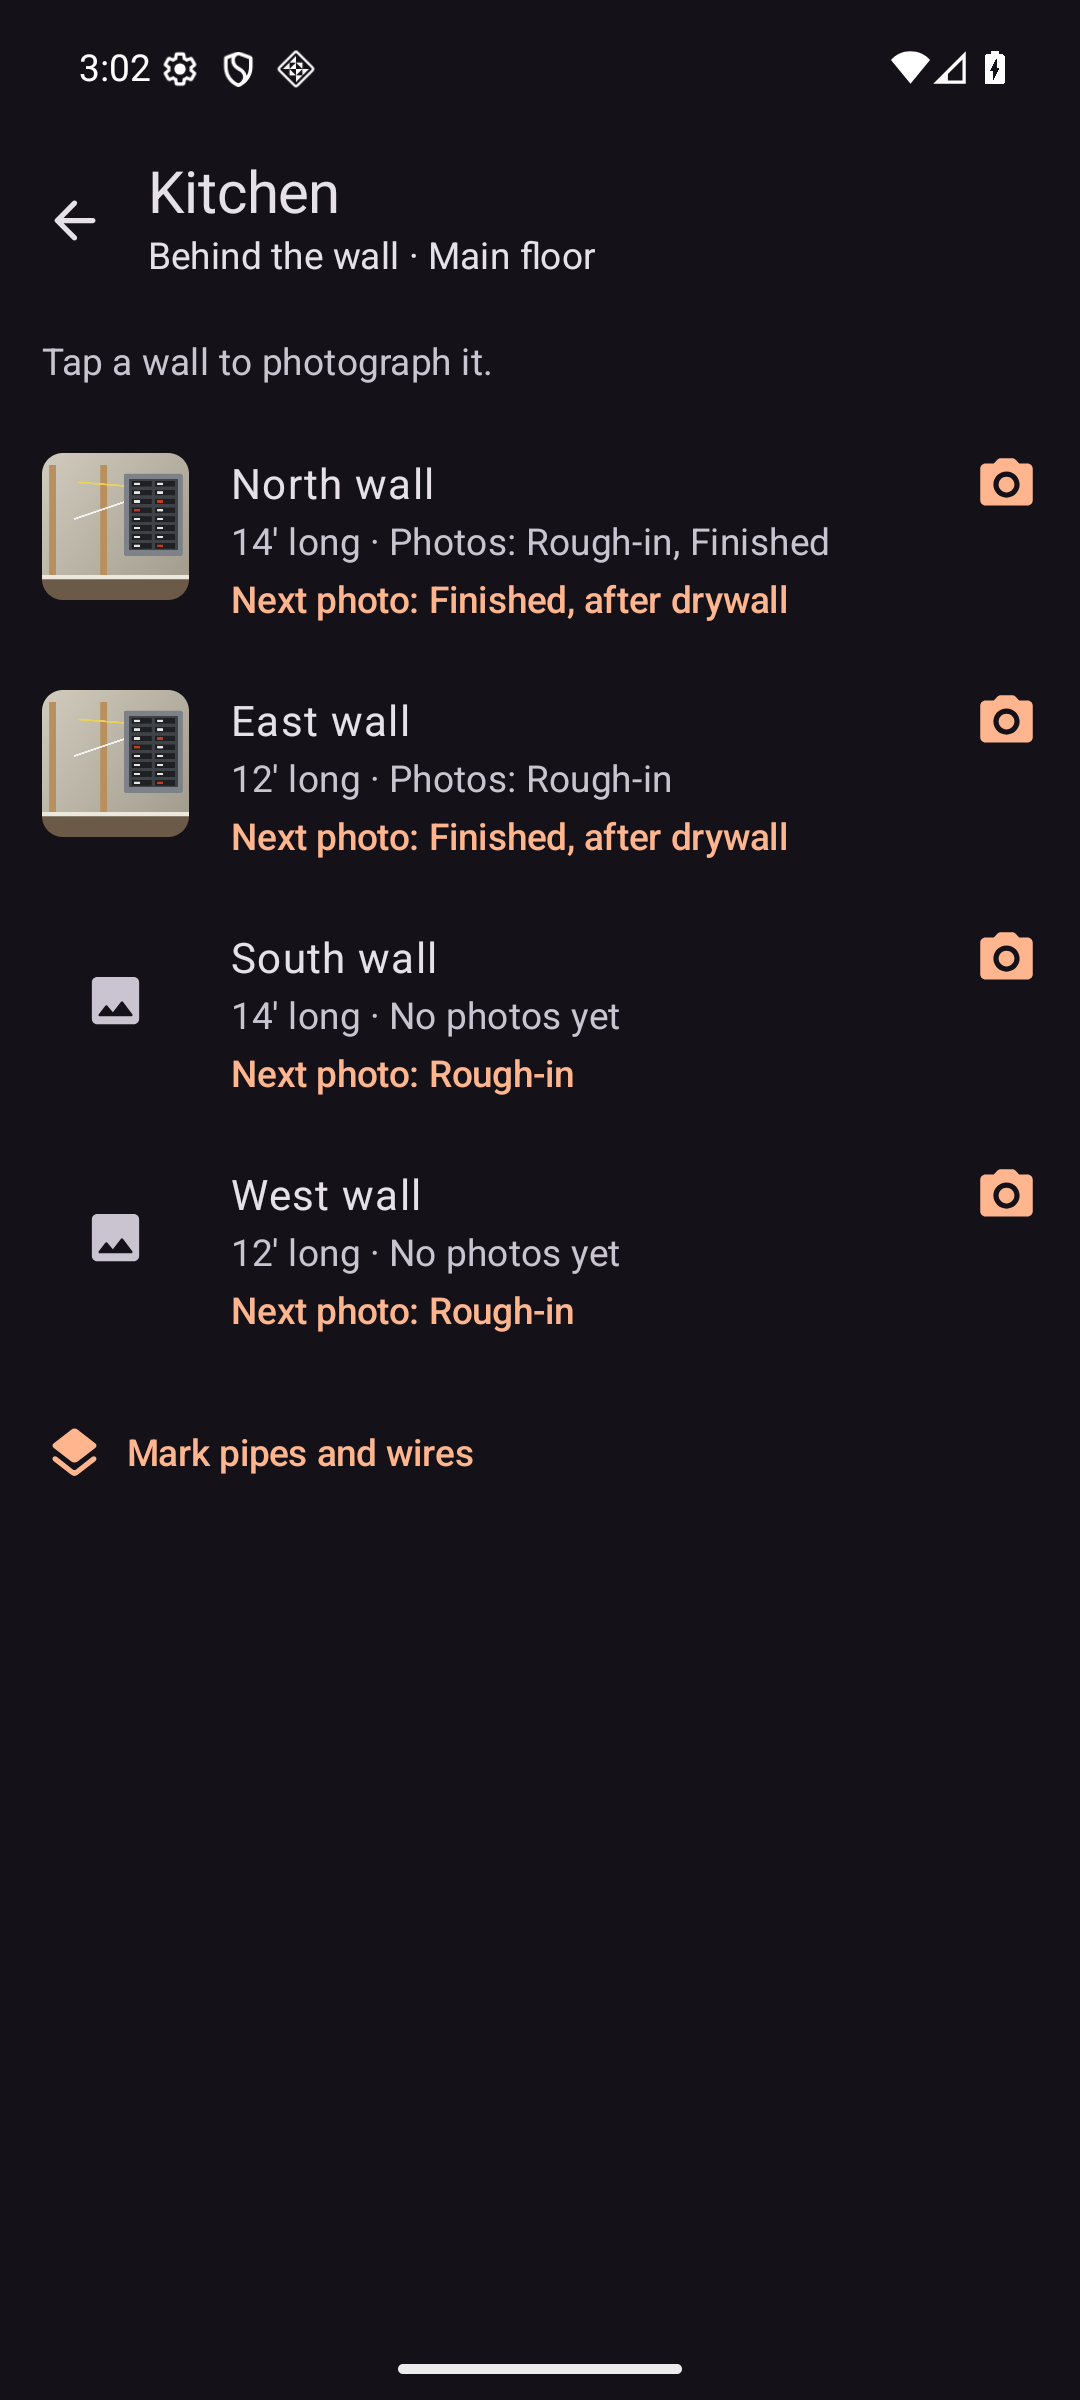 3:02
Kitchen
Behind the wall · Main floor
Tap a wall to photograph it.
North wall
14' long · Photos: Rough-in, Finished
Next photo: Finished, after drywall
East wall
12' long · Photos: Rough-in
Next photo: Finished, after drywall
South wall
14' long · No photos yet
Next photo: Rough-in
West wall
12' long · No photos yet
Next photo: Rough-in
Mark pipes and wires